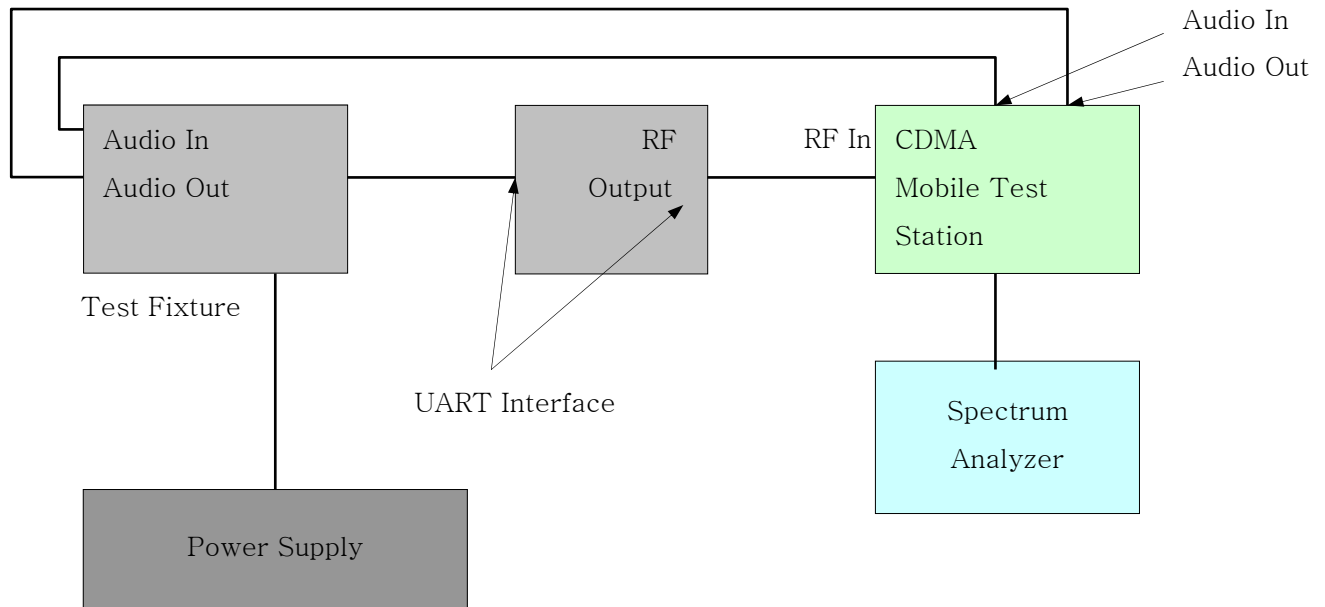 Audio In
Audio Out
Audio In
Audio Out
RF
Output
RF In
CDMA
Mobile Test
Station
Test Fixture
UART Interface
Spectrum
Analyzer
Power Supply